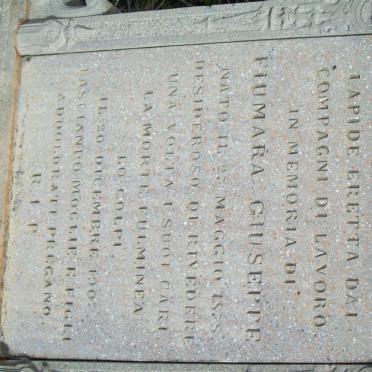 LAPIDE ERETTA DAI
COMPAGNI DI LAVORO
IN MEMORIA DI
FIUMARA GIUSEPPE
NATO IL 2 MAGGIO
DESIDEROSO DI RIVEDERE
UNA VOLTA I SUOI CARI
LA MORTE FULMINEA
LO COLPI
IL 20 DICEMBRE
LASCIANDO MOGLIE E FIGLI
ADDOLORATI PREGANO
R.I.P.